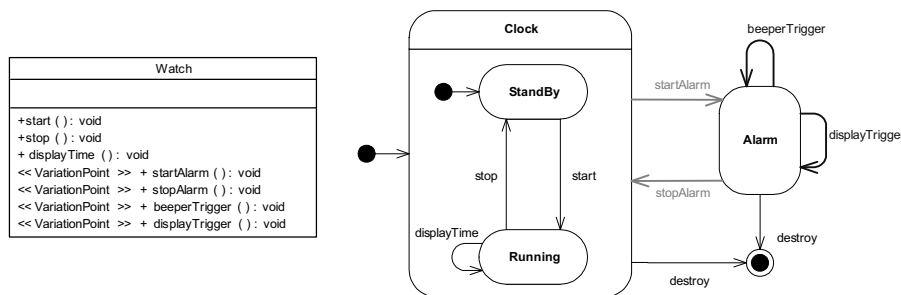 Watch
+start ( ) : void
+stop ( ) : void
+ displayTime ( ) : void
<< VariationPoint >> + startAlarm ( ) : void
<< VariationPoint >> + stopAlarm ( ) : void
<< VariationPoint >> + beeperTrigger ( ) : void
<< VariationPoint >> + displayTrigger ( ) : void
Clock
StandBy
stop
start
displayTime
Running
beeperTrigger
startAlarm
Alarm
displayTrigge
stopAlarm
destroy
destroy